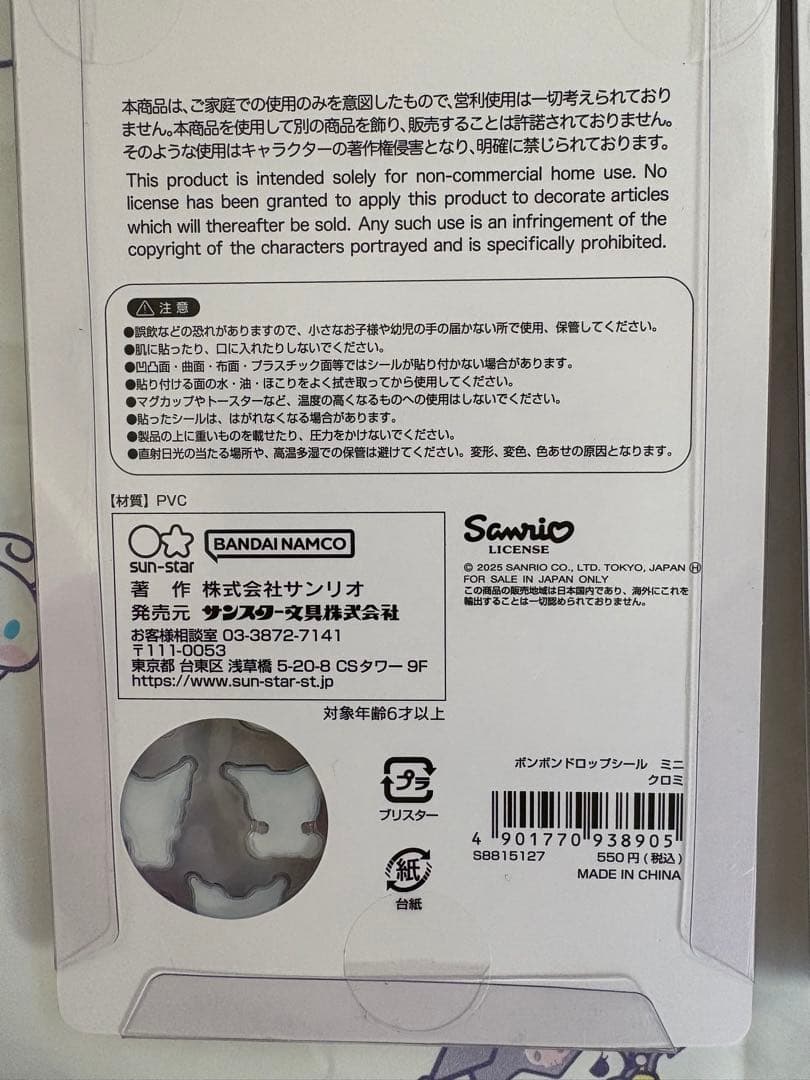 本商品は、ご家庭での使用のみを意図したもので、営利使用は一切考えられており
ません。本商品を使用して別の商品を飾り、販売することは許諾されておりません。
そのような使用はキャラクターの著作権侵害となり、明確に禁じられております。
This product is intended solely for non-commercial home use. No
license has been granted to apply this product to decorate articles
which will thereafter be sold. Any such use is an infringement of the
copyright of the characters portrayed and is specifically prohibited.
注意
●誤飲などの恐れがありますので、小さなお子様や幼児の手の届かない所で使用、保管してください。
●肌に貼ったり、口に入れたりしないでください。
●凹凸面・曲面・布面・プラスチック面等ではシールが貼り付かない場合があります。
●貼り付ける面の水・油・ほこりをよく拭き取ってから使用してください。
●マグカップやトースターなど、温度の高くなるものへの使用はしないでください。
●貼ったシールは、はがれなくなる場合があります。
●製品の上に重いものを載せたり、圧力をかけないでください。
●直射日光の当たる場所や、高温多湿での保管は避けてください。変形、変色、色あせの原因となります。
【材質】PVC
sun-star BANDAI NAMCO
著 作 株式会社サンリオ
発売元 サンスター文具株式会社
お客様相談室 03-3872-7141
〒111-0053
東京都 台東区 浅草橋 5-20-8 CSタワー 9F
https://www.sun-star-st.jp
対象年齢6才以上
Sanrio
LICENSE
© 2025 SANRIO CO., LTD. TOKYO, JAPAN Ⓗ
FOR SALE IN JAPAN ONLY
この商品の販売地域は日本国内であり、海外にこれを
輸出することは一切認められておりません。
プラ
ブリスター
紙
台紙
ボンボンドロップシール ミニ
クロミ
4 901770 938905
S8815127 550円(税込)
MADE IN CHINA